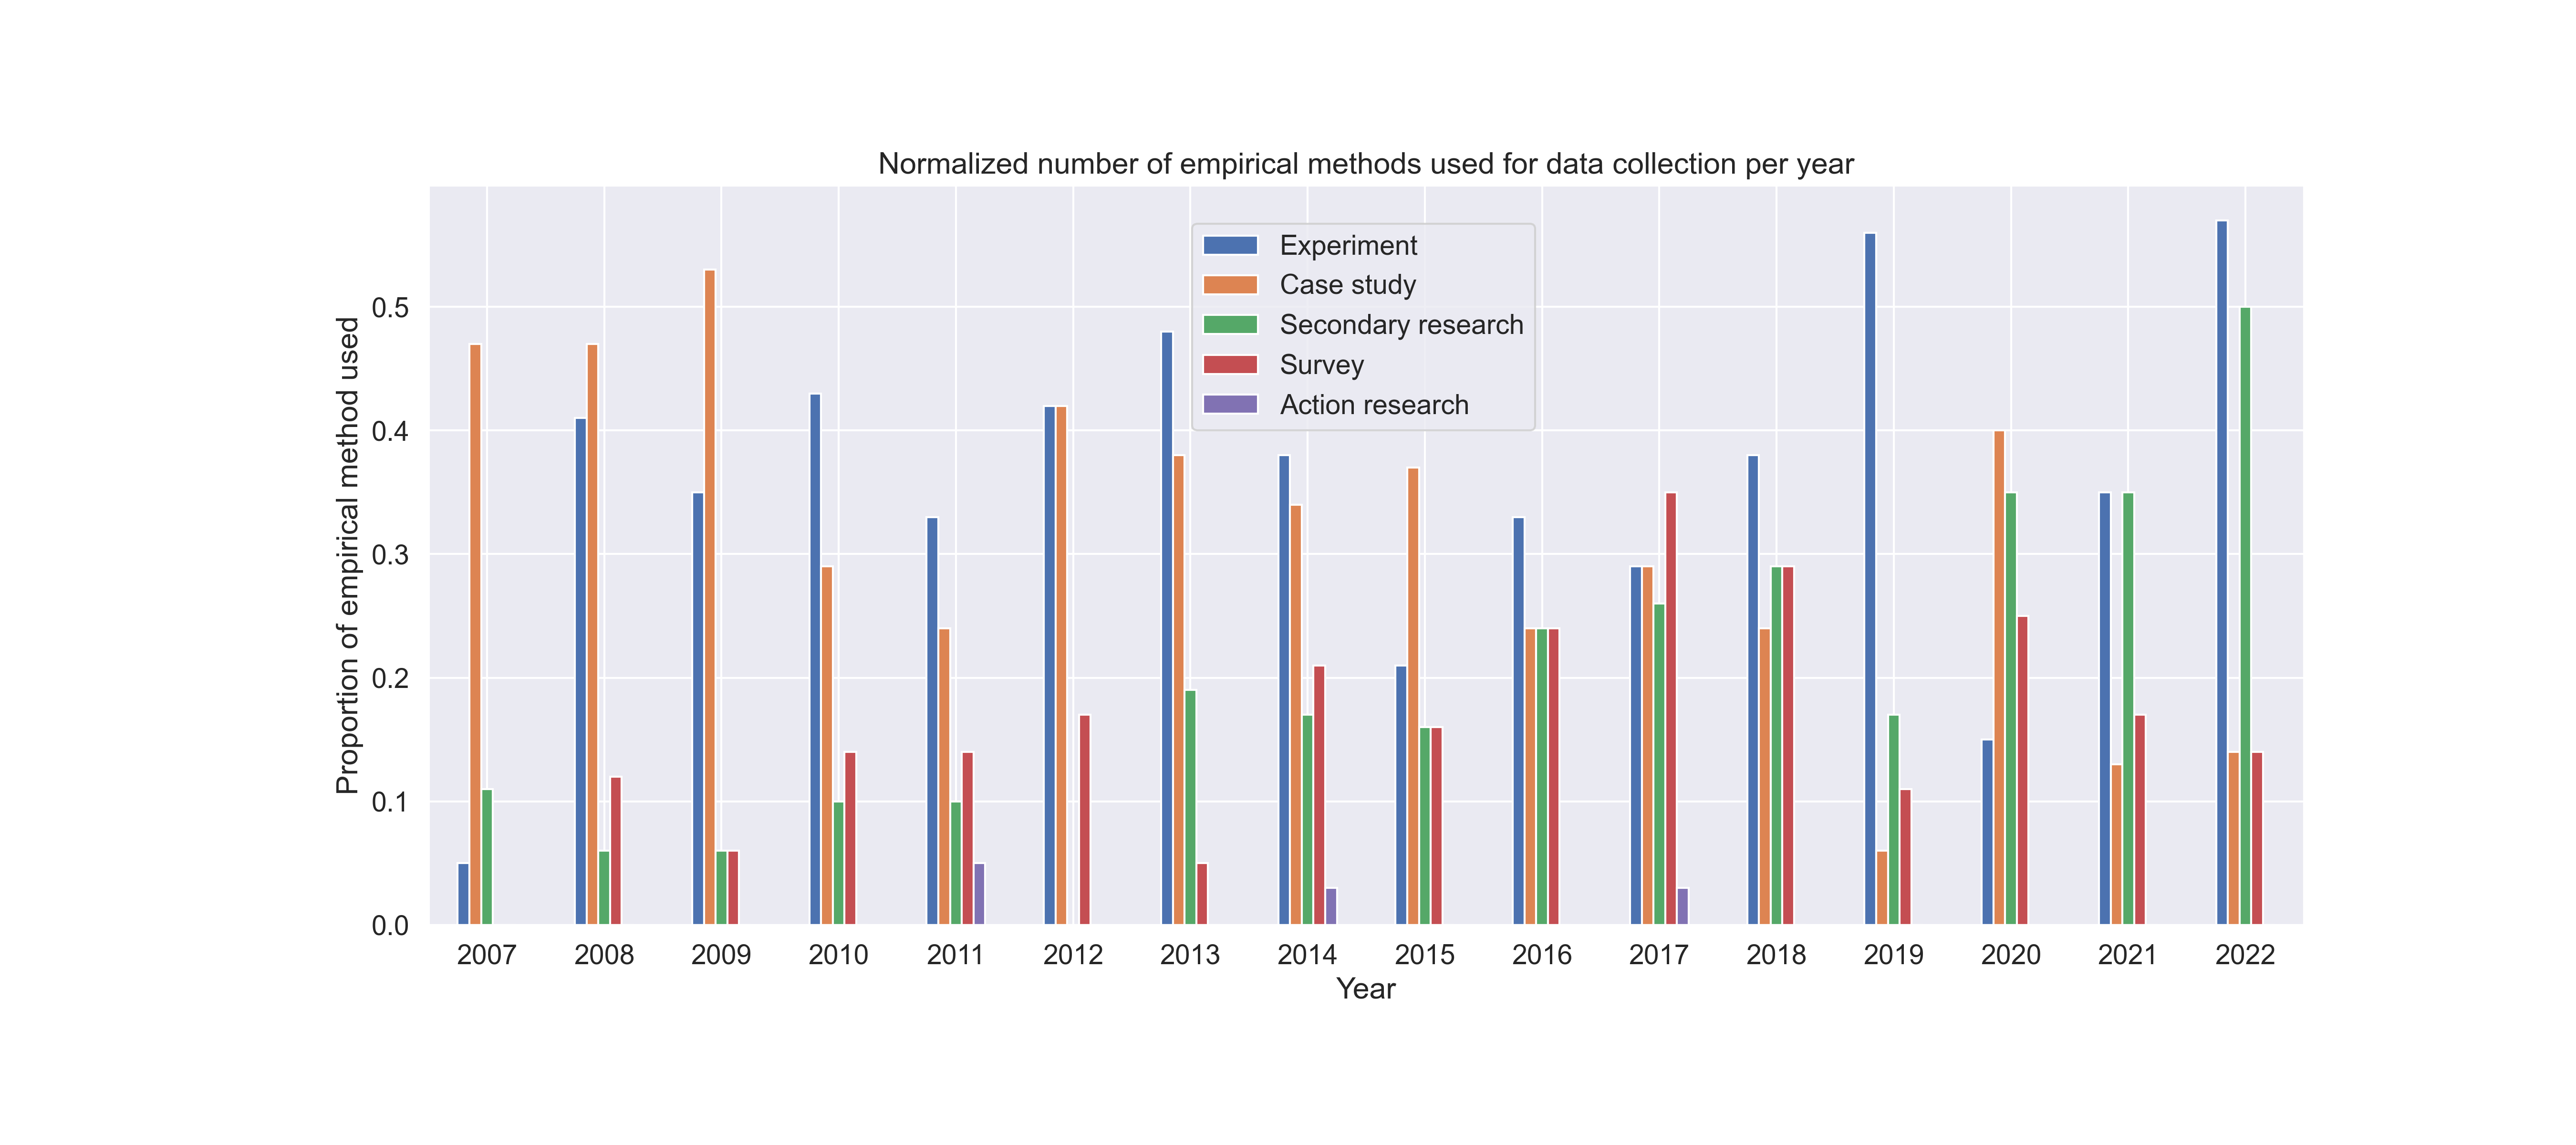 Normalized number of empirical methods used for data collection per year
Experiment
Case study
Secondary research
Survey
Action research
Proportion of empirical method used
0.5
0.4
0.3
0.2
0.1
0.0
2007 2008 2009 2010 2011 2012 2013 2014 2015 2016 2017 2018 2019 2020 2021 2022
Year